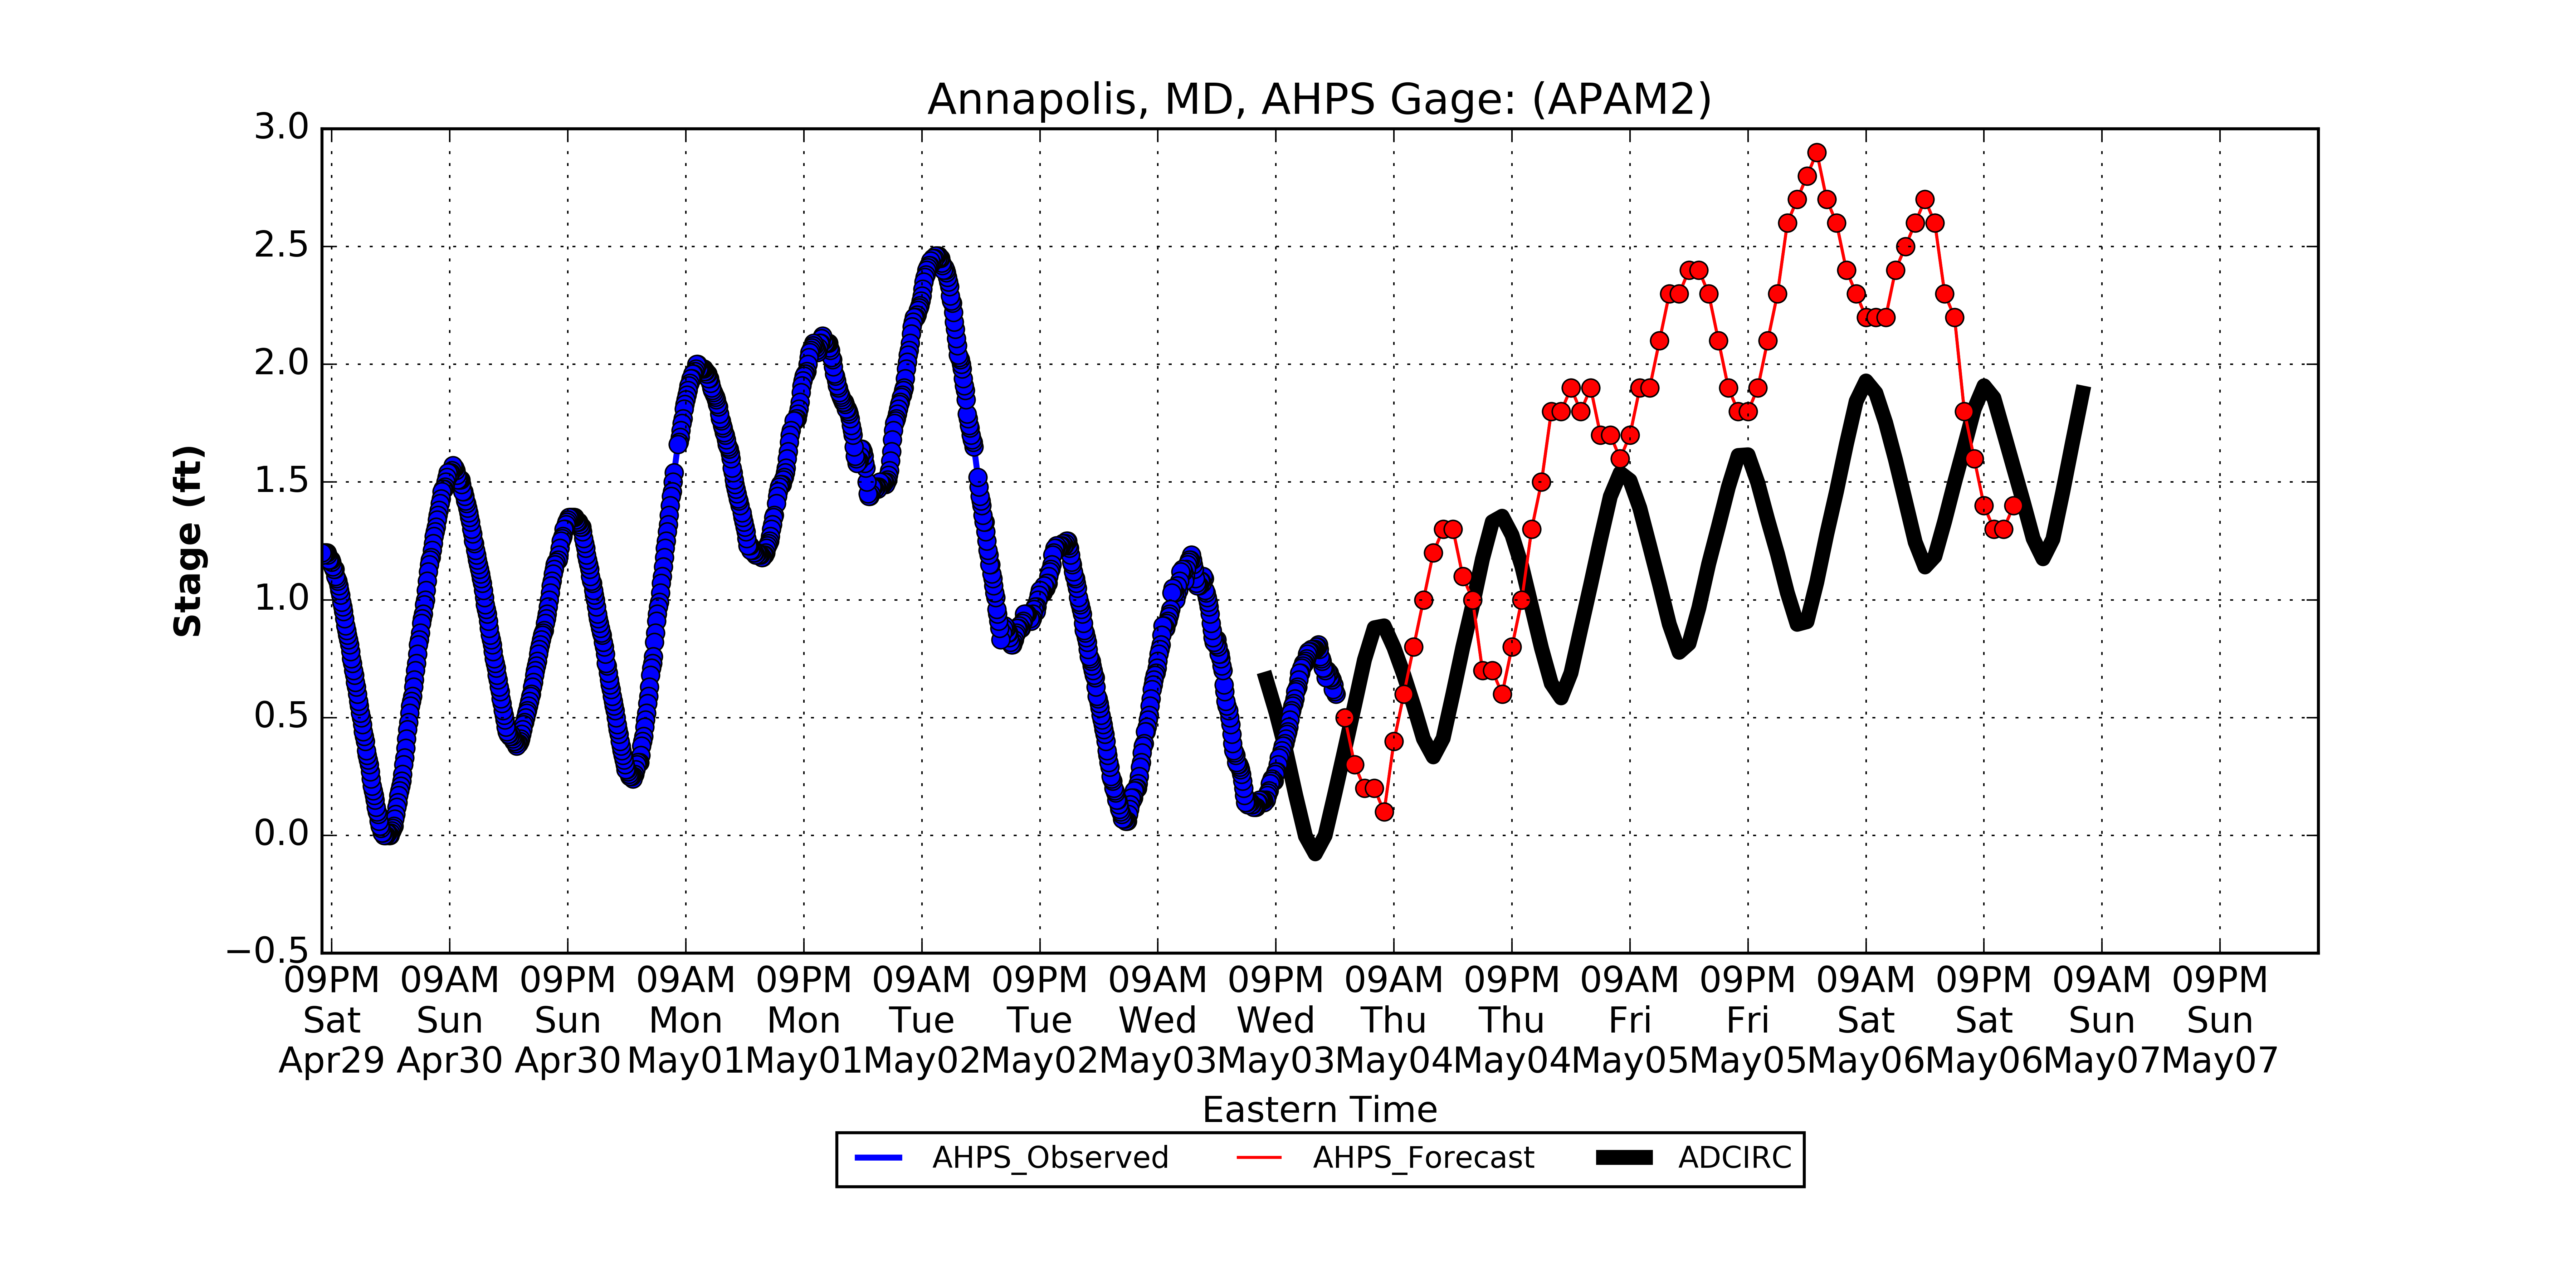 Annapolis, MD, AHPS Gage: (APAM2)
3.0
2.5
2.0
1.5
1.0
0.5
0.0
−0.5
Stage (ft)
09PM 09AM 09PM 09AM 09PM 09AM 09PM 09AM 09PM 09AM 09PM 09AM 09PM 09AM 09PM 09AM 09PM
Sat Sun Sun Mon Mon Tue Tue Wed Wed Thu Thu Fri Fri Sat Sat Sun Sun
Apr29 Apr30 Apr30 May01 May01 May02 May02 May03 May03 May04 May04 May05 May05 May06 May06 May07 May07
Eastern Time
AHPS_Observed AHPS_Forecast ADCIRC